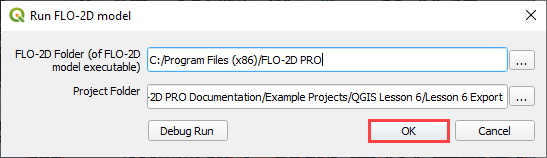 Run FLO-2D model
FLO-2D Folder (of FLO-2D model executable)
C:/Program Files (x86)/FLO-2D PRO
...
Project Folder
-2D PRO Documentation/Example Projects/QGIS Lesson 6/Lesson 6 Export
...
Debug Run
OK
Cancel